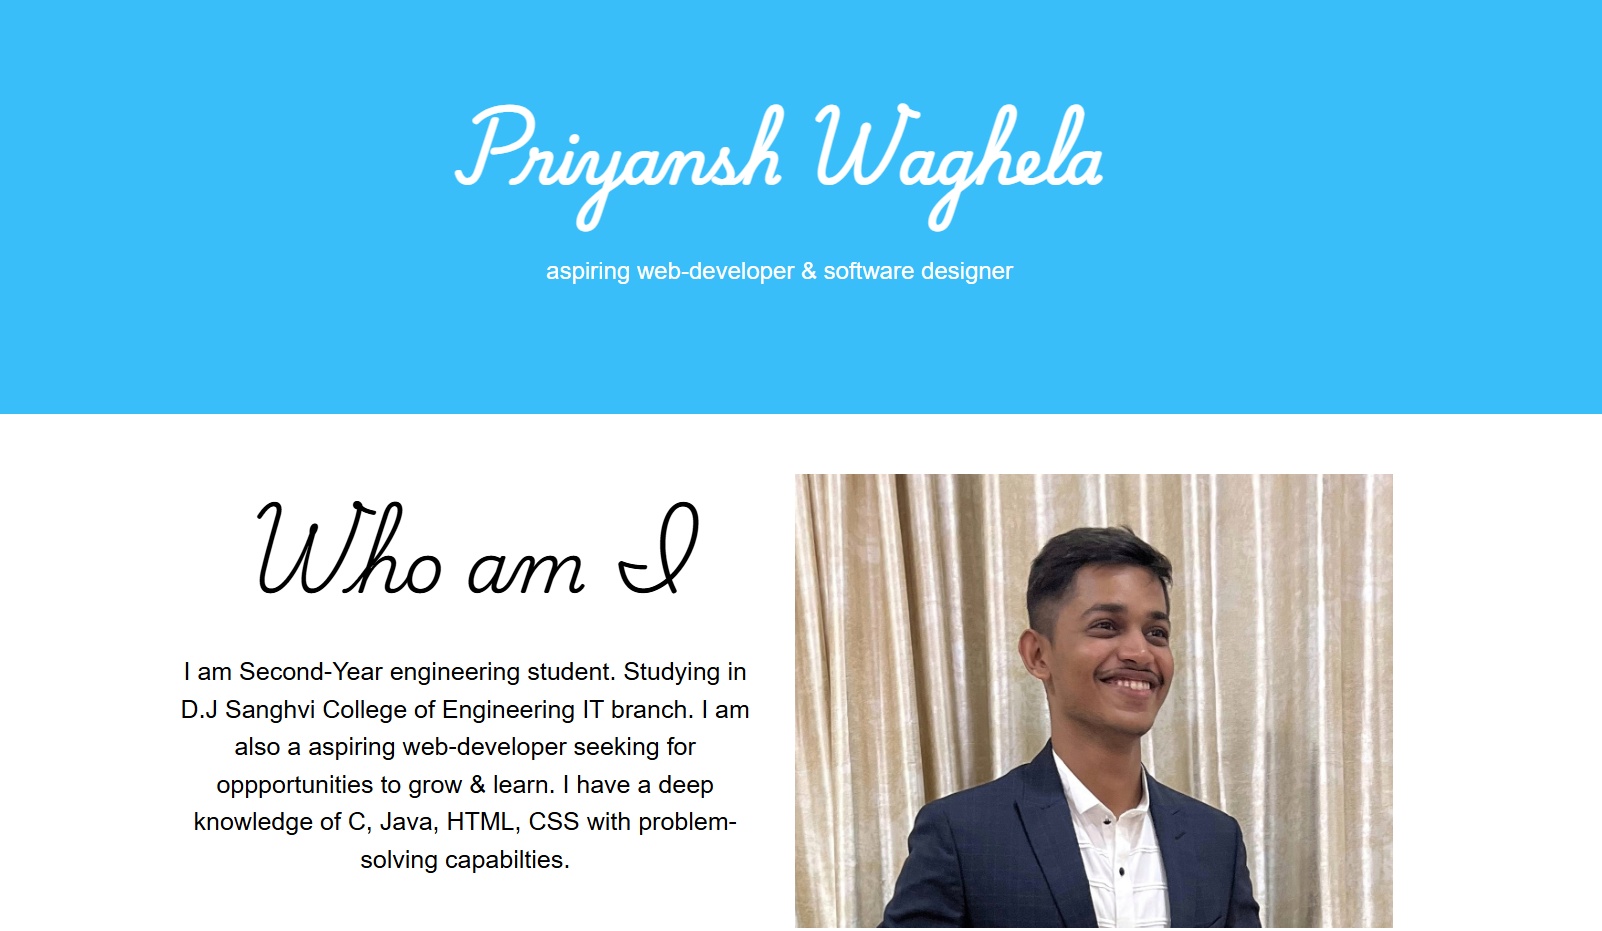 Priyansh Waghela
aspiring web-developer & software designer
Who am I
I am Second-Year engineering student. Studying in
D.J Sanghvi College of Engineering IT branch. I am
also a aspiring web-developer seeking for
oppportunities to grow & learn. I have a deep
knowledge of C, Java, HTML, CSS with problem-
solving capabilties.